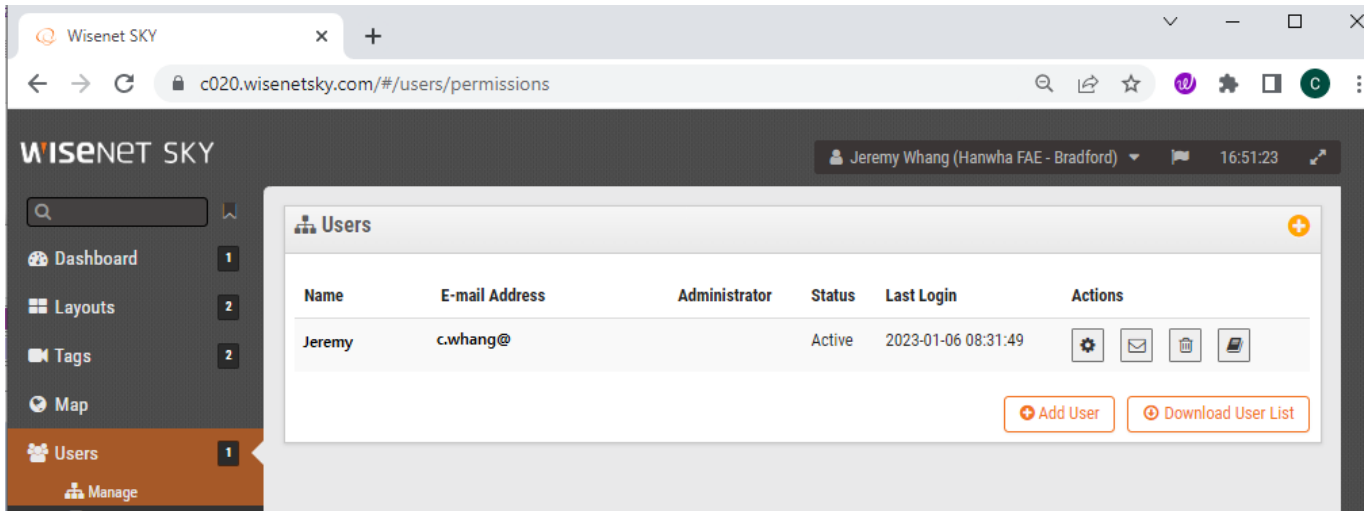 Wisenet SKY
c020.wisenetsky.com/#/users/permissions
C
WISENET SKY
Jeremy Whang (Hanwha FAE - Bradford)
16:51:23
Users
Dashboard 1
Name E-mail Address Administrator Status Last Login Actions
Layouts 2
Jeremy c.whang@ Active 2023-01-06 08:31:49
Tags 2
Map
Add User Download User List
Users 1
Manage